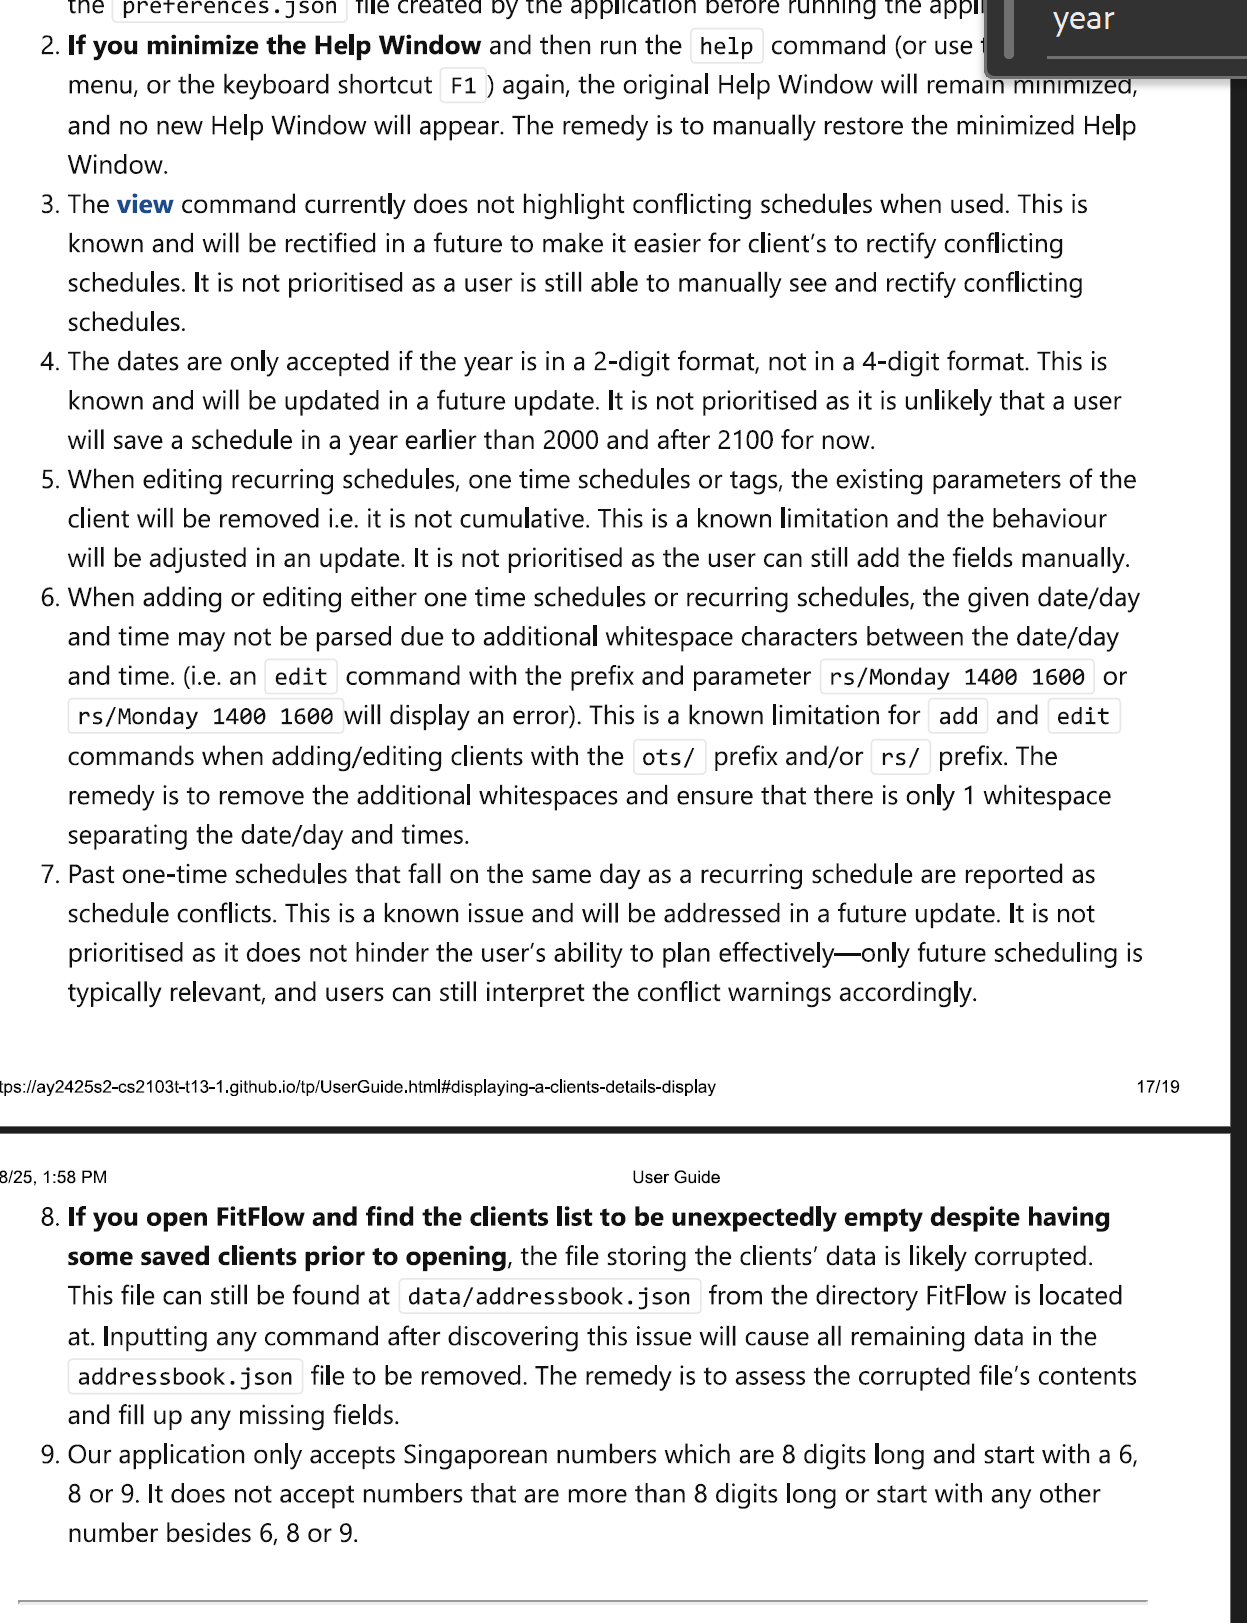 the preferences.json file created by the application before running the
year
2. If you minimize the Help Window and then run the help command (or use
menu, or the keyboard shortcut F1 ) again, the original Help Window will remain minimized,
and no new Help Window will appear. The remedy is to manually restore the minimized Help
Window.
3. The view command currently does not highlight conflicting schedules when used. This is
known and will be rectified in a future to make it easier for client's to rectify conflicting
schedules. It is not prioritised as a user is still able to manually see and rectify conflicting
schedules.
4. The dates are only accepted if the year is in a 2-digit format, not in a 4-digit format. This is
known and will be updated in a future update. It is not prioritised as it is unlikely that a user
will save a schedule in a year earlier than 2000 and after 2100 for now.
5. When editing recurring schedules, one time schedules or tags, the existing parameters of the
client will be removed i.e. it is not cumulative. This is a known limitation and the behaviour
will be adjusted in an update. It is not prioritised as the user can still add the fields manually.
6. When adding or editing either one time schedules or recurring schedules, the given date/day
and time may not be parsed due to additional whitespace characters between the date/day
and time. (i.e. an edit command with the prefix and parameter rs/Monday 1400 1600 or
rs/Monday 1400 1600 will display an error). This is a known limitation for add and edit
commands when adding/editing clients with the ots/ prefix and/or rs/ prefix. The
remedy is to remove the additional whitespaces and ensure that there is only 1 whitespace
separating the date/day and times.
7. Past one-time schedules that fall on the same day as a recurring schedule are reported as
schedule conflicts. This is a known issue and will be addressed in a future update. It is not
prioritised as it does not hinder the user's ability to plan effectively—only future scheduling is
typically relevant, and users can still interpret the conflict warnings accordingly.
tps://ay2425s2-cs2103t-t13-1.github.io/tp/UserGuide.html#displaying-a-clients-details-display 17/19
8/25, 1:58 PM User Guide
8. If you open FitFlow and find the clients list to be unexpectedly empty despite having
some saved clients prior to opening, the file storing the clients' data is likely corrupted.
This file can still be found at data/addressbook.json from the directory FitFlow is located
at. Inputting any command after discovering this issue will cause all remaining data in the
addressbook.json file to be removed. The remedy is to assess the corrupted file's contents
and fill up any missing fields.
9. Our application only accepts Singaporean numbers which are 8 digits long and start with a 6,
8 or 9. It does not accept numbers that are more than 8 digits long or start with any other
number besides 6, 8 or 9.